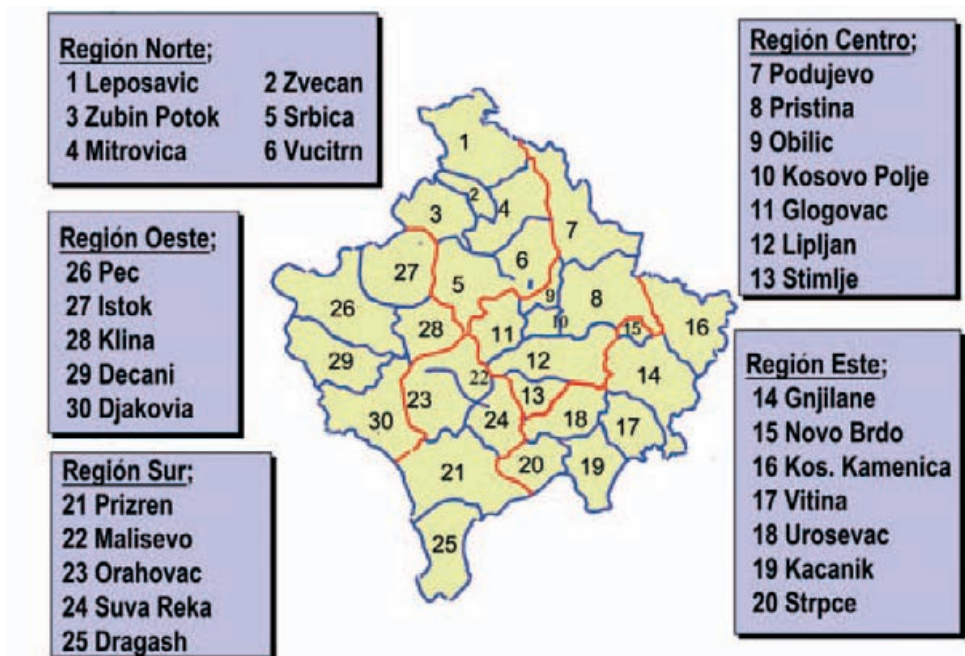 Región Norte;
1 Leposavic 2 Zvecan
3 Zubin Potok 5 Srbica
4 Mitrovica 6 Vucitrn
Región Oeste;
26 Pec
27 Istok
28 Klina
29 Decani
30 Djakovia
Región Sur;
21 Prizren
22 Malisevo
23 Orahovac
24 Suva Reka
25 Dragash
Región Centro;
7 Podujevo
8 Pristina
9 Obilic
10 Kosovo Polje
11 Glogovac
12 Lipljan
13 Stimlje
Región Este;
14 Gnjilane
15 Novo Brdo
16 Kos. Kamenica
17 Vitina
18 Urosevac
19 Kacanik
20 Strpce
1
2
3
4
7
6
27
5
26
9
8
16
28
11
10
15
29
12
22
14
13
23
30
24
18
17
21
20
19
25